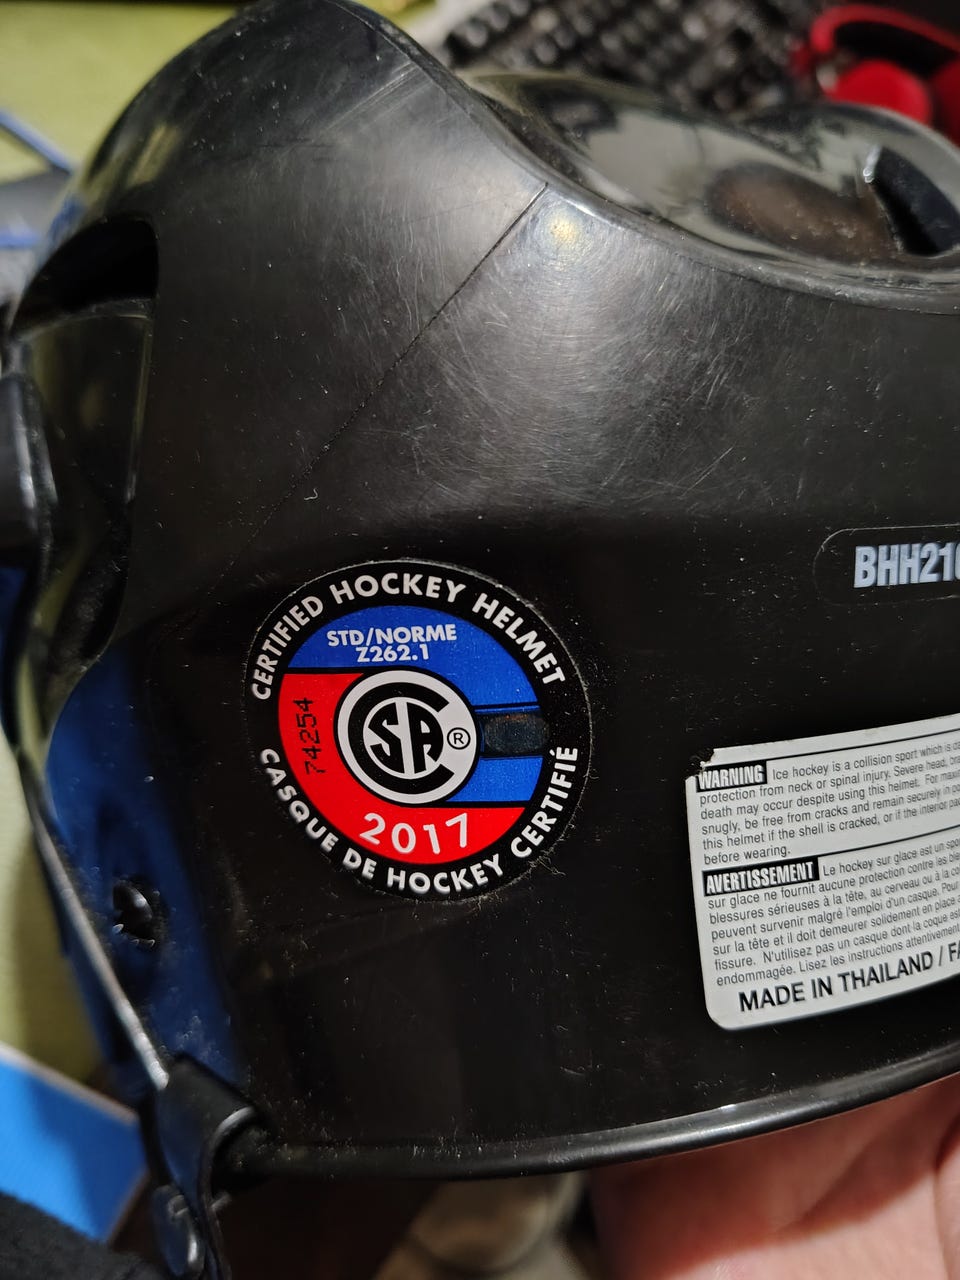 CERTIFIED HOCKEY HELMET
STD/NORME
Z262.1
74254
CSA ®
2017
CASQUE DE HOCKEY CERTIFIÉ
BHH21
WARNING Ice hockey is a collision sport which is
protection from neck or spinal injury. Severe head,
death may occur despite using this helmet. For
snugly, be free from cracks and remain securely in
this helmet if the shell is cracked, or if the interior
before wearing.
AVERTISSEMENT Le hockey sur glace est un
sur glace ne fournit aucune protection contre les
blessures sérieuses à la tête, au cerveau ou à la
peuvent survenir malgré l'emploi d'un casque. Pour
sur la tête et il doit demeurer solidement en place
fissure. N'utilisez pas un casque dont la coque
endommagée. Lisez les instructions attentivement
MADE IN THAILAND /